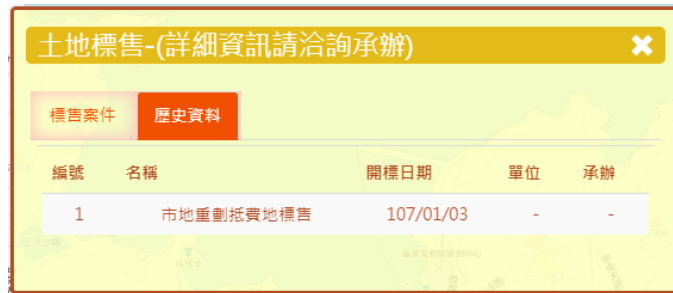 土地標售-(詳細資訊請洽詢承辦) ✖
標售案件 歷史資料
編號 名稱 開標日期 單位 承辦
1 市地重劃抵費地標售 107/01/03 - -